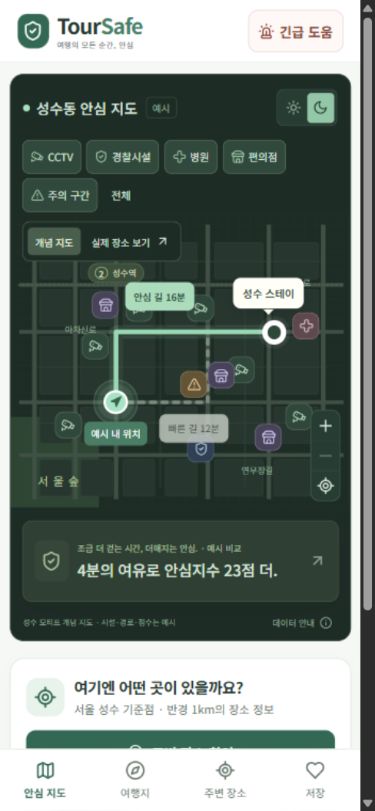 TourSafe
여행의 모든 순간, 안심
긴급 도움
성수동 안심 지도
예시
CCTV
경찰시설
병원
편의점
주의 구간
전체
개념 지도
실제 장소 보기
2 성수역
안심 길 16분
성수 스테이
아차산로
예시 내 위치
빠른 길 12분
서울숲
연무장길
조금 더 걷는 시간, 더해지는 안심. · 예시 비교
4분의 여유로 안심지수 23점 더.
성수 모티프 개념 지도 · 시설·경로·점수는 예시
데이터 안내
여기엔 어떤 곳이 있을까요?
서울 성수 기준점 · 반경 1km의 장소 정보
안심 지도
여행지
주변 장소
저장